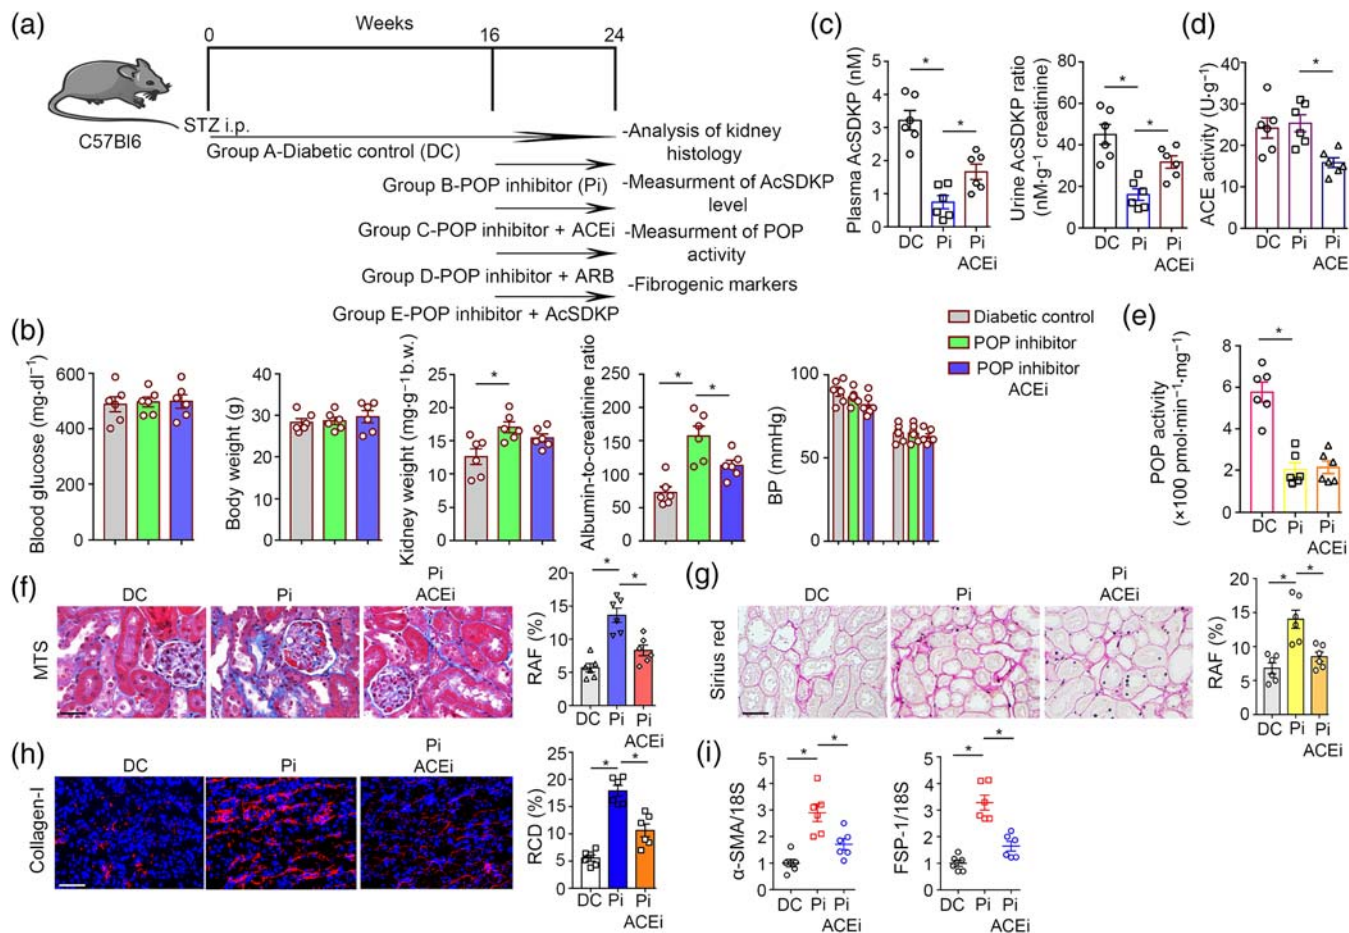 (a)
Weeks
0
16
24
C57Bl6
STZ i.p.
Group A-Diabetic control (DC)
Group B-POP inhibitor (Pi)
Group C-POP inhibitor + ACEi
Group D-POP inhibitor + ARB
Group E-POP inhibitor + AcSDKP
-Analysis of kidney
histology
-Measurment of AcSDKP
level
-Measurment of POP
activity
-Fibrogenic markers
(c)
Plasma AcSDKP (nM)
5
4
3
2
1
0
*
*
DC
Pi
Pi
ACEi
Urine AcSDKP ratio
(nM·g⁻¹ creatinine)
80
60
40
20
0
*
*
DC
Pi
Pi
ACEi
(d)
ACE activity (U·g⁻¹)
40
30
20
10
0
*
DC
Pi
Pi
ACE
(b)
Blood glucose (mg·dl⁻¹)
600
400
200
0
Body weight (g)
40
30
20
10
0
Kidney weight (mg·g⁻¹ b.w.)
25
20
15
10
5
0
*
Albumin-to-creatinine ratio
250
200
150
100
50
0
*
*
BP (mmHg)
100
50
0
Diabetic control
POP inhibitor
POP inhibitor
ACEi
(e)
POP activity
(×100 pmol·min⁻¹·mg⁻¹)
8
6
4
2
0
*
DC
Pi
Pi
ACEi
(f)
DC
Pi
Pi
ACEi
MTS
RAF (%)
20
15
10
5
0
*
*
DC
Pi
Pi
ACEi
(g)
DC
Pi
Pi
ACEi
Sirius red
RAF (%)
20
15
10
5
0
*
*
DC
Pi
Pi
ACEi
(h)
DC
Pi
Pi
ACEi
Collagen-I
RCD (%)
20
15
10
5
0
*
*
DC
Pi
Pi
ACEi
(i)
α-SMA/18S
5
4
3
2
1
0
*
*
DC
Pi
Pi
ACEi
FSP-1/18S
5
4
3
2
1
0
*
*
DC
Pi
Pi
ACEi